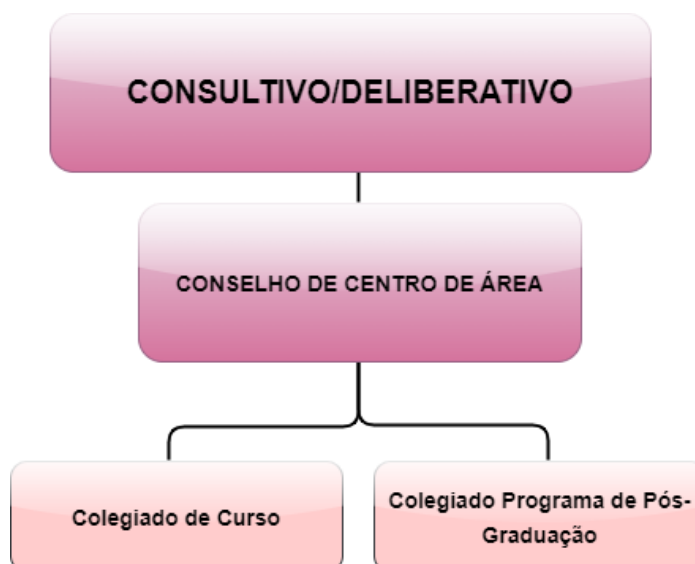 CONSULTIVO/DELIBERATIVO
CONSELHO DE CENTRO DE ÁREA
Colegiado de Curso
Colegiado Programa de Pós-
Graduação